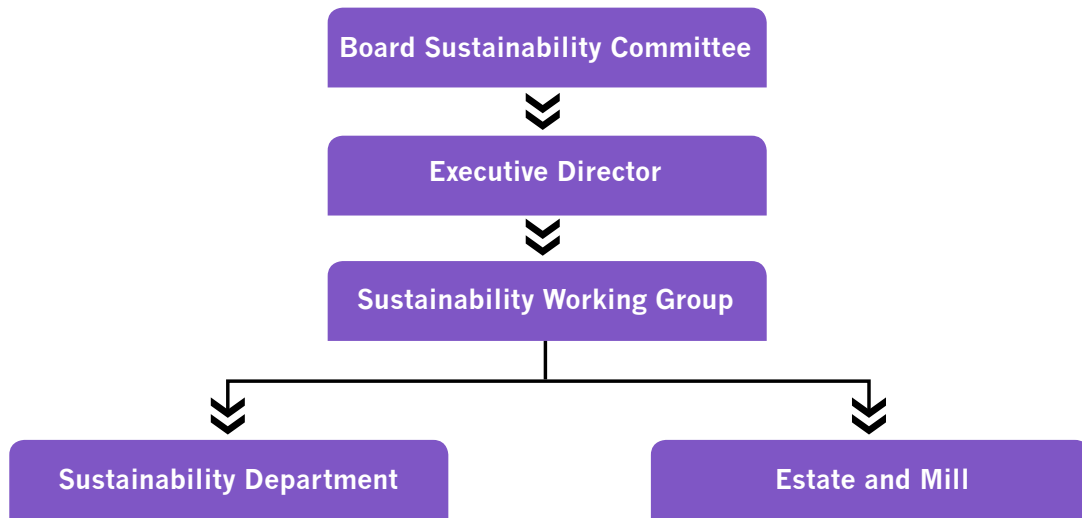 Board Sustainability Committee
Executive Director
Sustainability Working Group
Sustainability Department
Estate and Mill